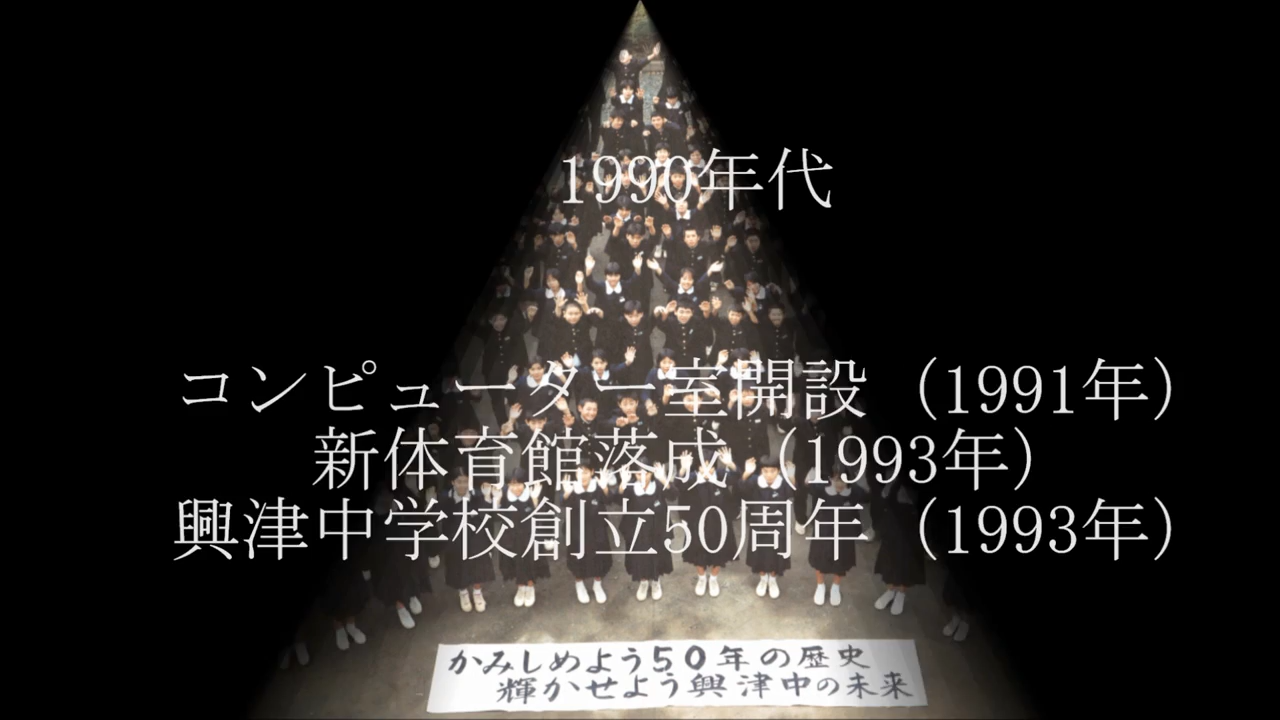 1990年代
コンピューター室開設（1991年）
新体育館落成（1993年）
興津中学校創立50周年（1993年）
かみしめよう50年の歴史
輝かせよう興津中の未来